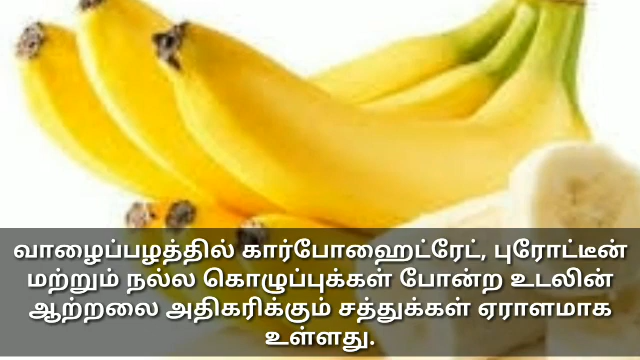 வாழைப்பழத்தில் கார்போஹைட்ரேட், புரோட்டீன்
மற்றும் நல்ல கொழுப்புக்கள் போன்ற உடலின்
ஆற்றலை அதிகரிக்கும் சத்துக்கள் ஏராளமாக
உள்ளது.